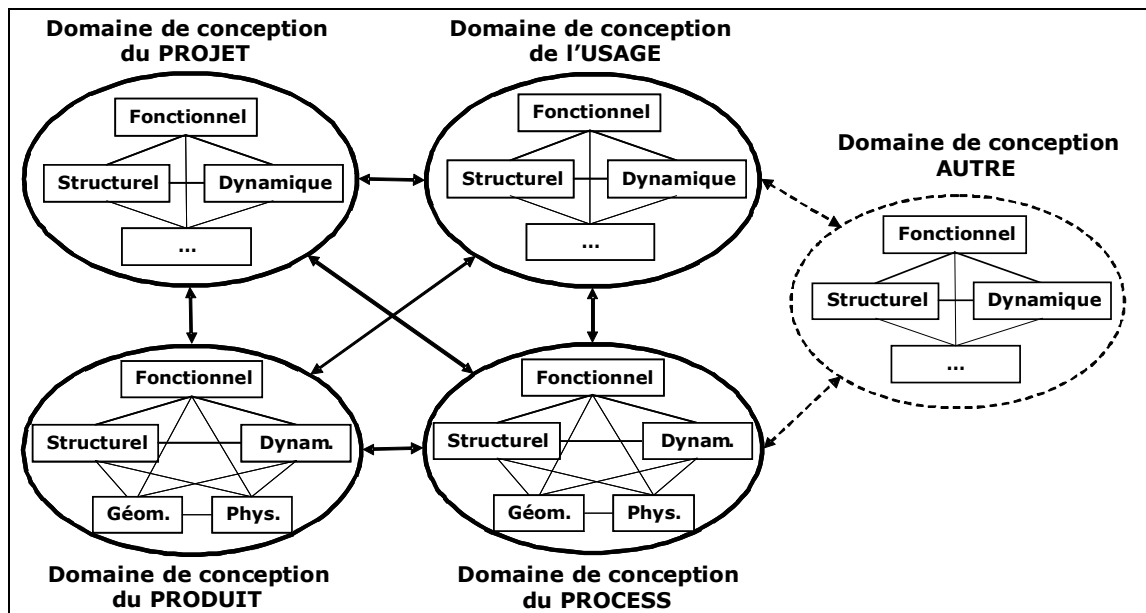 Domaine de conception
du PROJET
Fonctionnel
Structurel
Dynamique
...
Domaine de conception
de l'USAGE
Fonctionnel
Structurel
Dynamique
...
Domaine de conception
AUTRE
Fonctionnel
Structurel
Dynamique
...
Fonctionnel
Structurel
Dynam.
Géom.
Phys.
Domaine de conception
du PRODUIT
Fonctionnel
Structurel
Dynam.
Géom.
Phys.
Domaine de conception
du PROCESS